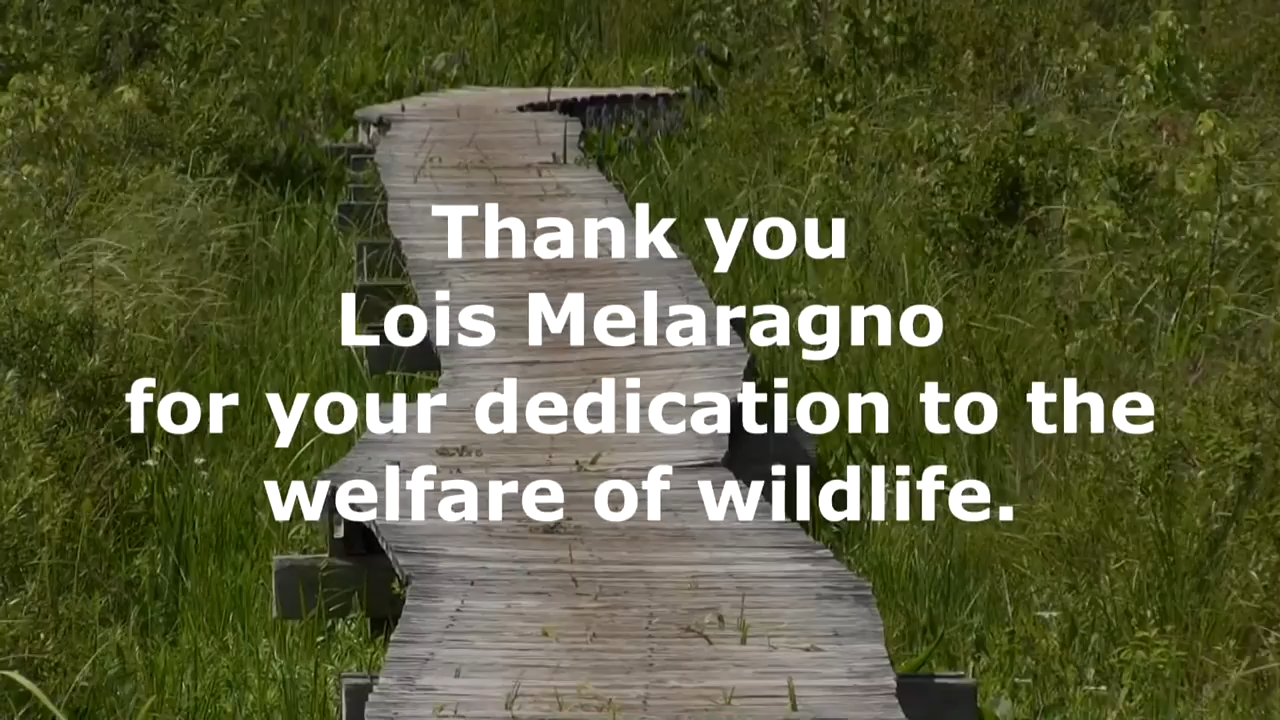 Thank you
Lois Melaragno
for your dedication to the
welfare of wildlife.